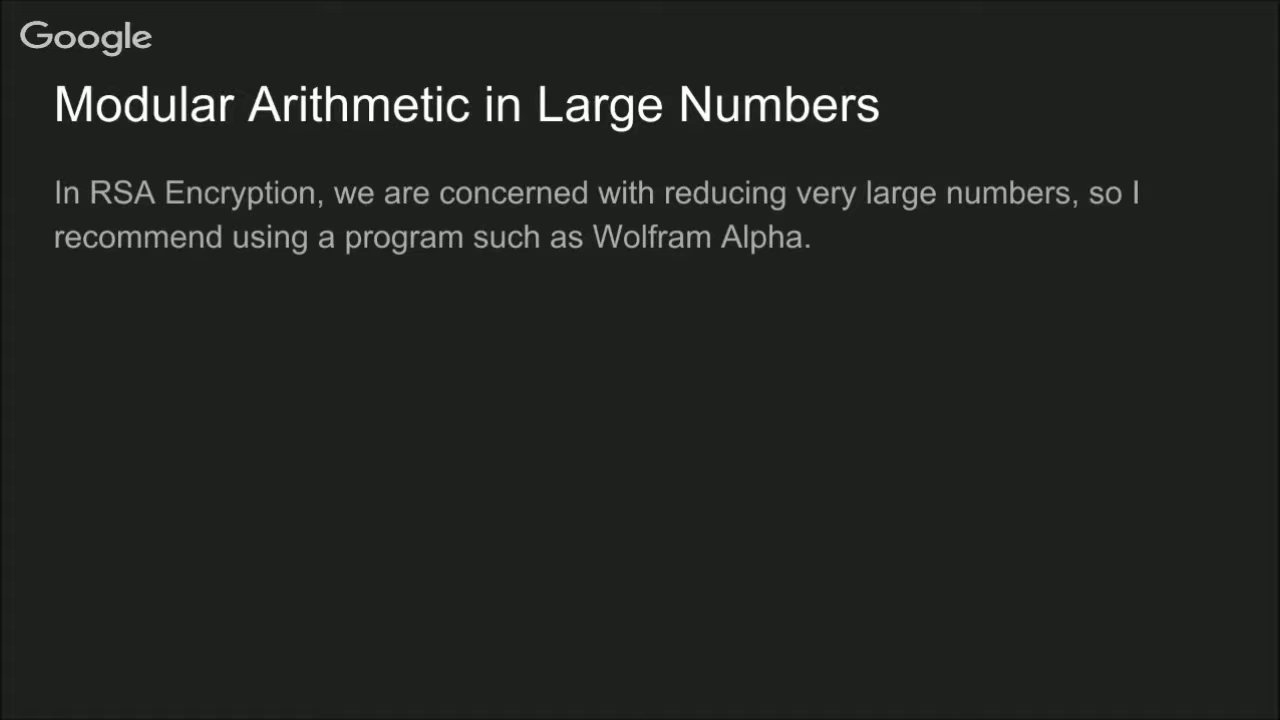 Google
Modular Arithmetic in Large Numbers
In RSA Encryption, we are concerned with reducing very large numbers, so I
recommend using a program such as Wolfram Alpha.